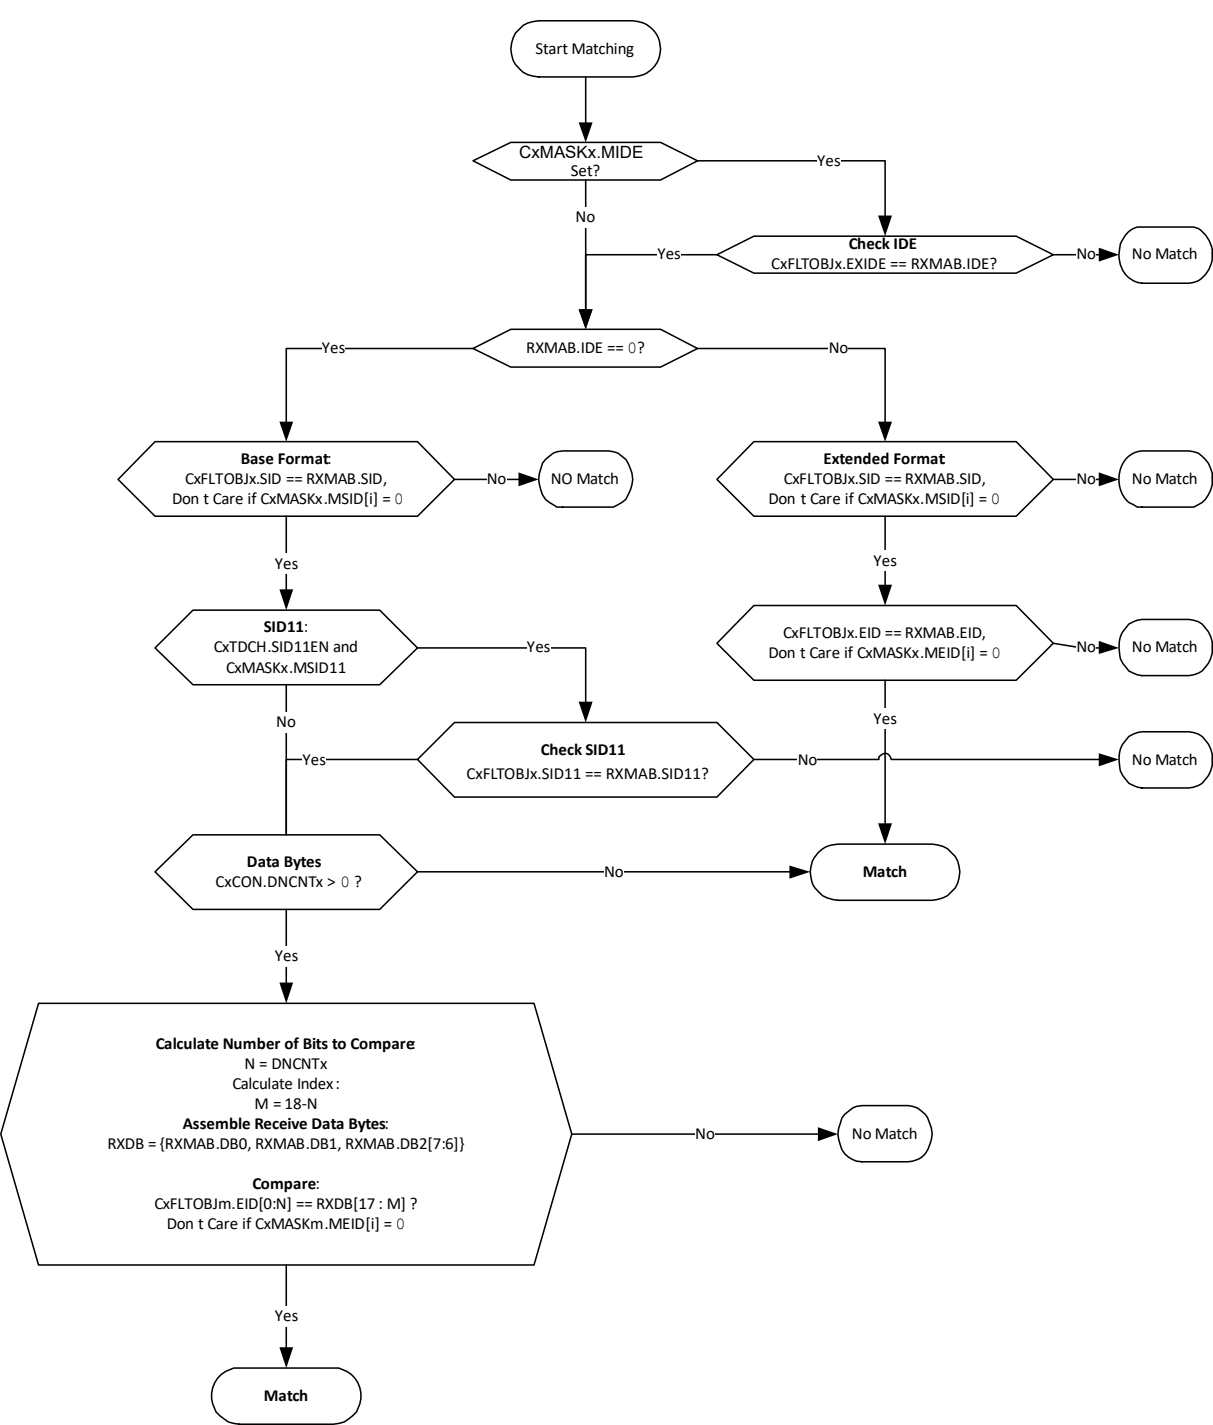 Start Matching
CxMASKx.MIDE
Set?
Yes
No
Check IDE
CxFLTOBJx.EXIDE == RXMAB.IDE?
Yes
No
No Match
RXMAB.IDE == 0?
Yes
No
Base Format:
CxFLTOBJx.SID == RXMAB.SID,
Don t Care if CxMASKx.MSID[i] = 0
No
NO Match
Extended Format
CxFLTOBJx.SID == RXMAB.SID,
Don t Care if CxMASKx.MSID[i] = 0
No
No Match
Yes
Yes
SID11:
CxTDCH.SID11EN and
CxMASKx.MSID11
Yes
CxFLTOBJx.EID == RXMAB.EID,
Don t Care if CxMASKx.MEID[i] = 0
No
No Match
No
Yes
Check SID11
CxFLTOBJx.SID11 == RXMAB.SID11?
Yes
No
No Match
Data Bytes
CxCON.DNCNTx > 0 ?
No
Match
Yes
Calculate Number of Bits to Compare:
N = DNCNTx
Calculate Index :
M = 18-N
Assemble Receive Data Bytes:
RXDB = {RXMAB.DB0, RXMAB.DB1, RXMAB.DB2[7:6]}
Compare:
CxFLTOBJm.EID[0:N] == RXDB[17 : M] ?
Don t Care if CxMASKm.MEID[i] = 0
No
No Match
Yes
Match